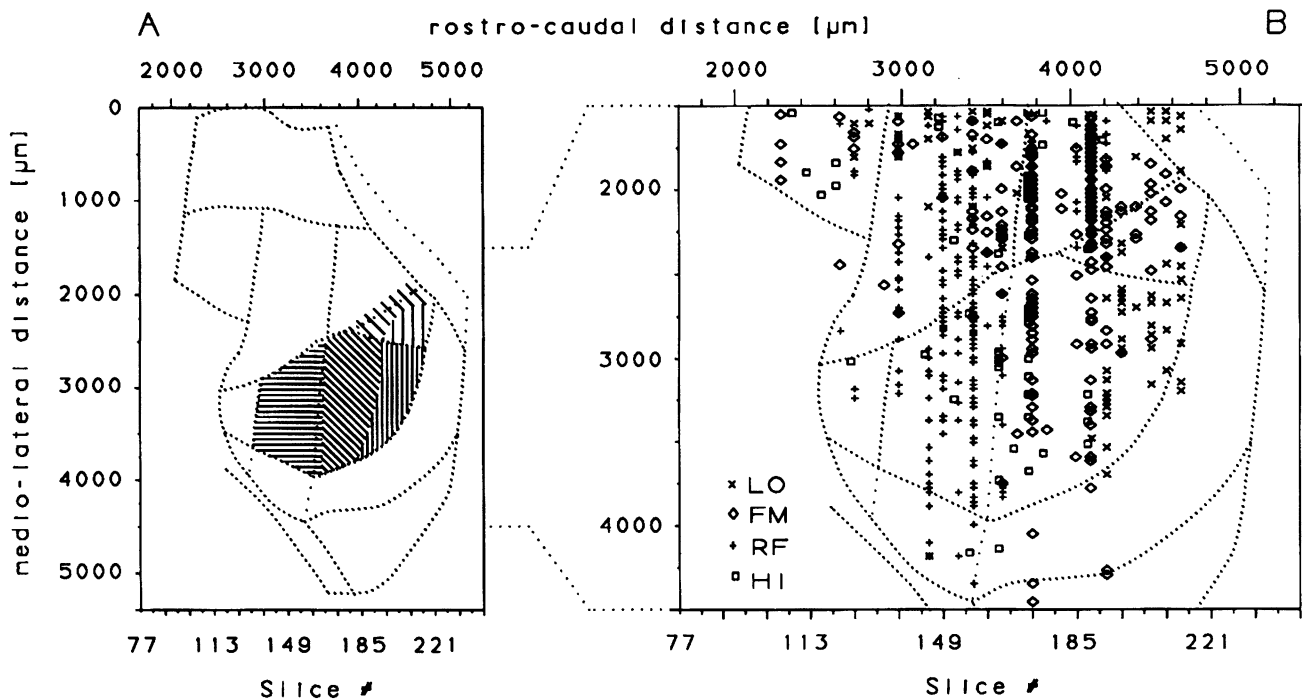 A rostro-caudal distance [µm] B
2000 3000 4000 5000 2000 3000 4000 5000
medio-lateral distance [µm]
0
1000
2000
3000
4000
5000
2000
3000
4000
× LO
◇ FM
+ RF
□ HI
77 113 149 185 221 77 113 149 185 221
Slice # Slice #